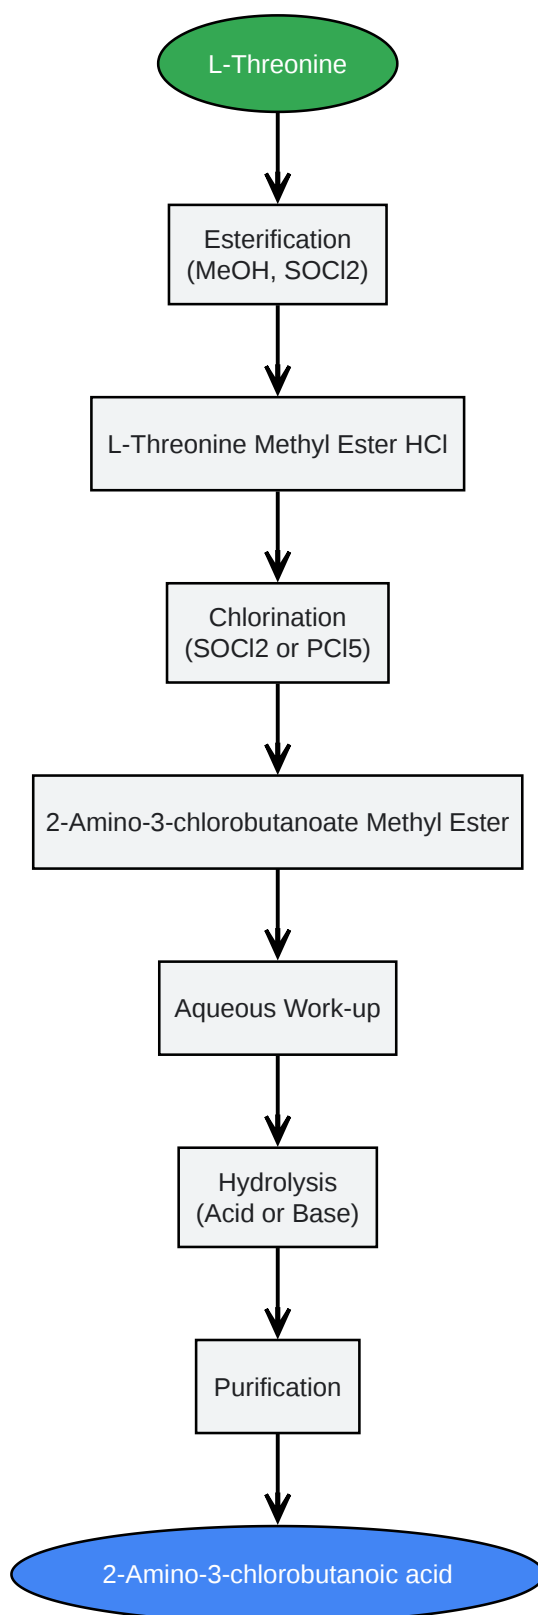 L-Threonine
Esterification
(MeOH, SOCl2)
L-Threonine Methyl Ester HCl
Chlorination
(SOCl2 or PCl5)
2-Amino-3-chlorobutanoate Methyl Ester
Aqueous Work-up
Hydrolysis
(Acid or Base)
Purification
2-Amino-3-chlorobutanoic acid